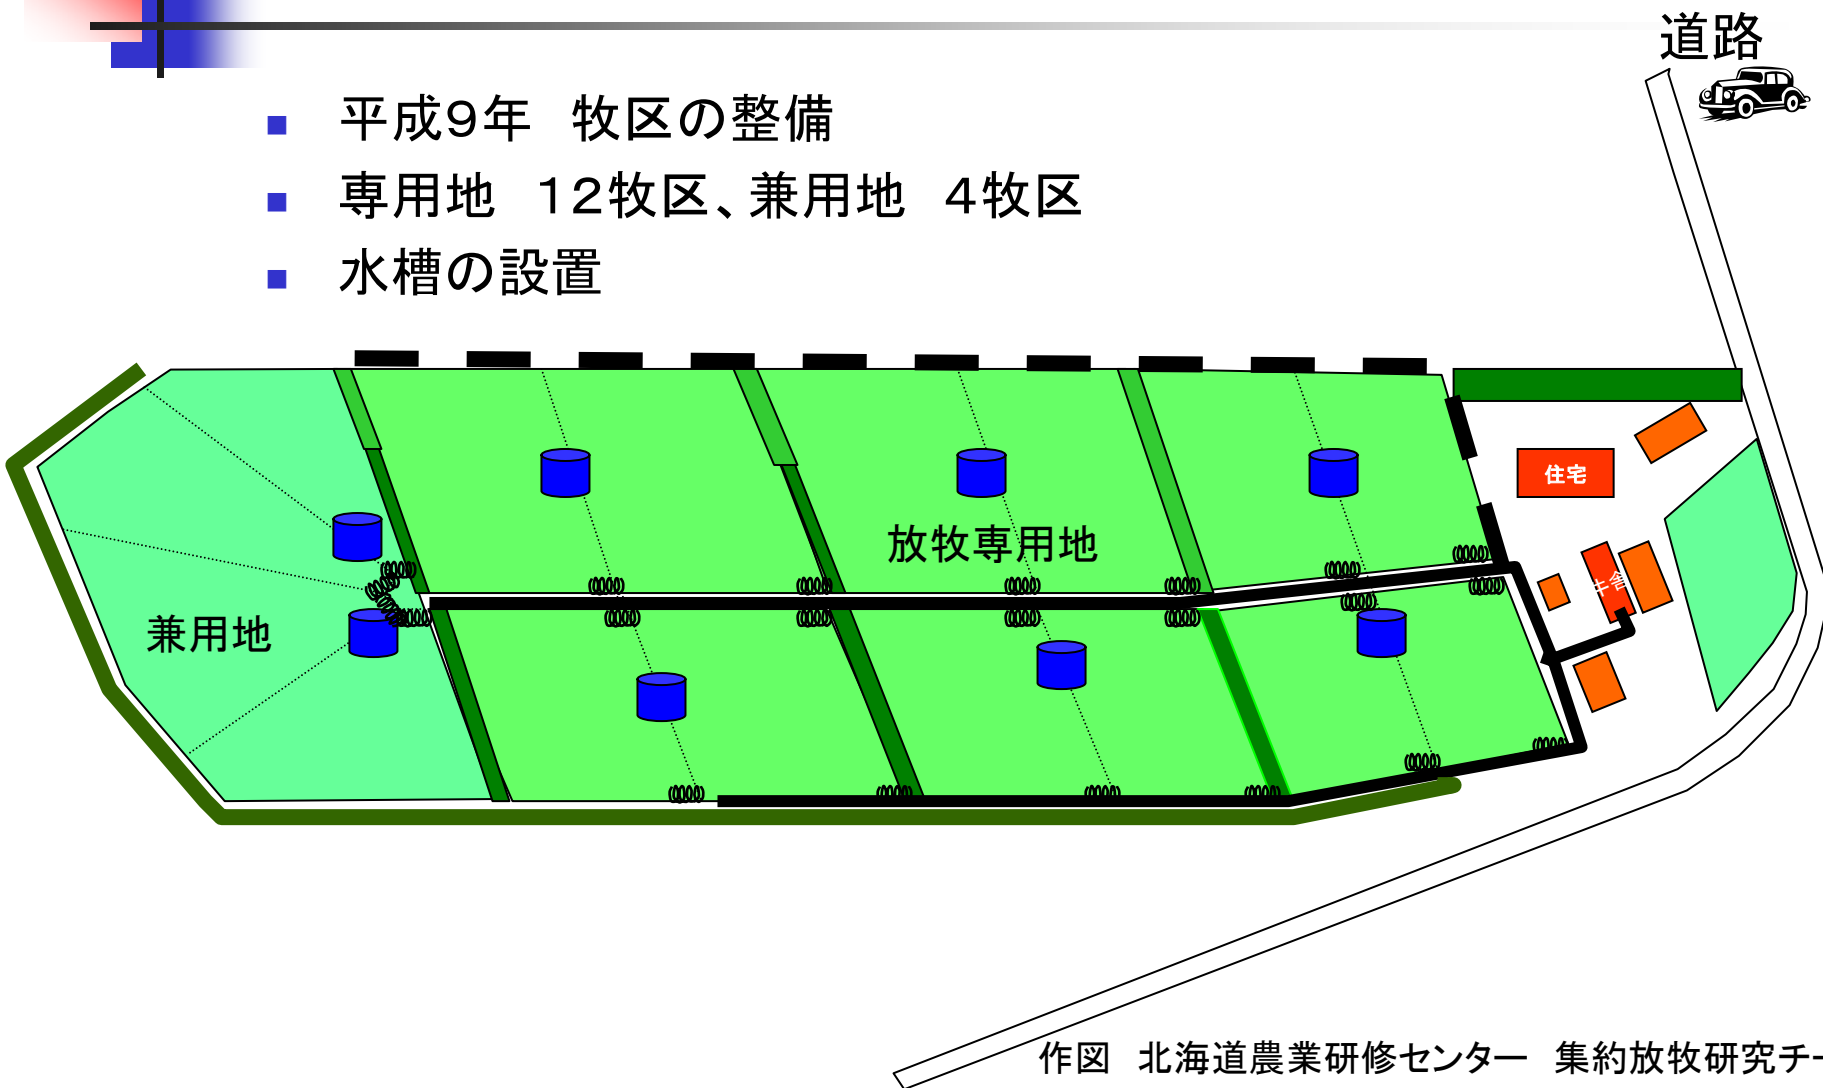 道路
平成9年　牧区の整備
専用地　12牧区、兼用地　4牧区
水槽の設置
住宅
放牧専用地
牛舎
兼用地
作図　北海道農業研修センター　集約放牧研究チー